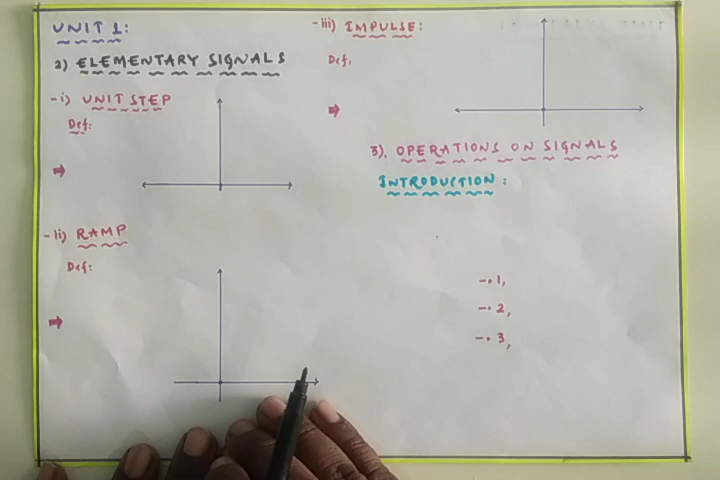 UNIT 1:
2) ELEMENTARY SIGNALS
-i) UNIT STEP
Def:
-ii) RAMP
Def:
-iii) IMPULSE:
Def,
3). OPERATIONS ON SIGNALS
INTRODUCTION:
-. 1,
-. 2,
-. 3,